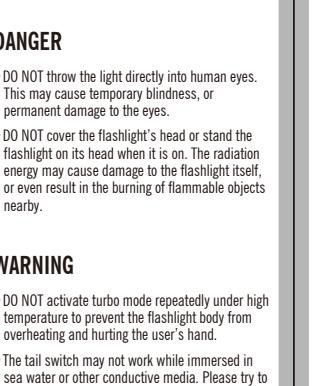 DANGER
DO NOT throw the light directly into human eyes.
This may cause temporary blindness, or
permanent damage to the eyes.
DO NOT cover the flashlight's head or stand the
flashlight on its head when it is on. The radiation
energy may cause damage to the flashlight itself,
or even result in the burning of flammable objects
nearby.
WARNING
DO NOT activate turbo mode repeatedly under high
temperature to prevent the flashlight body from
overheating and hurting the user's hand.
The tail switch may not work while immersed in
sea water or other conductive media. Please try to